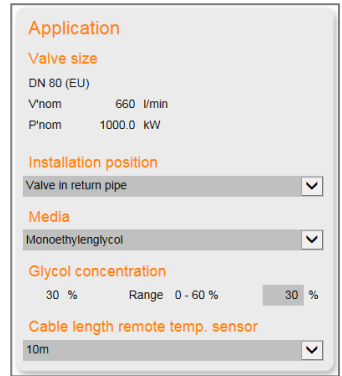 Application
Valve size
DN 80 (EU)
V'nom 660 l/min
P'nom 1000.0 kW
Installation position
Valve in return pipe
Media
Monoethylenglycol
Glycol concentration
30 % Range 0 - 60 % 30 %
Cable length remote temp. sensor
10m